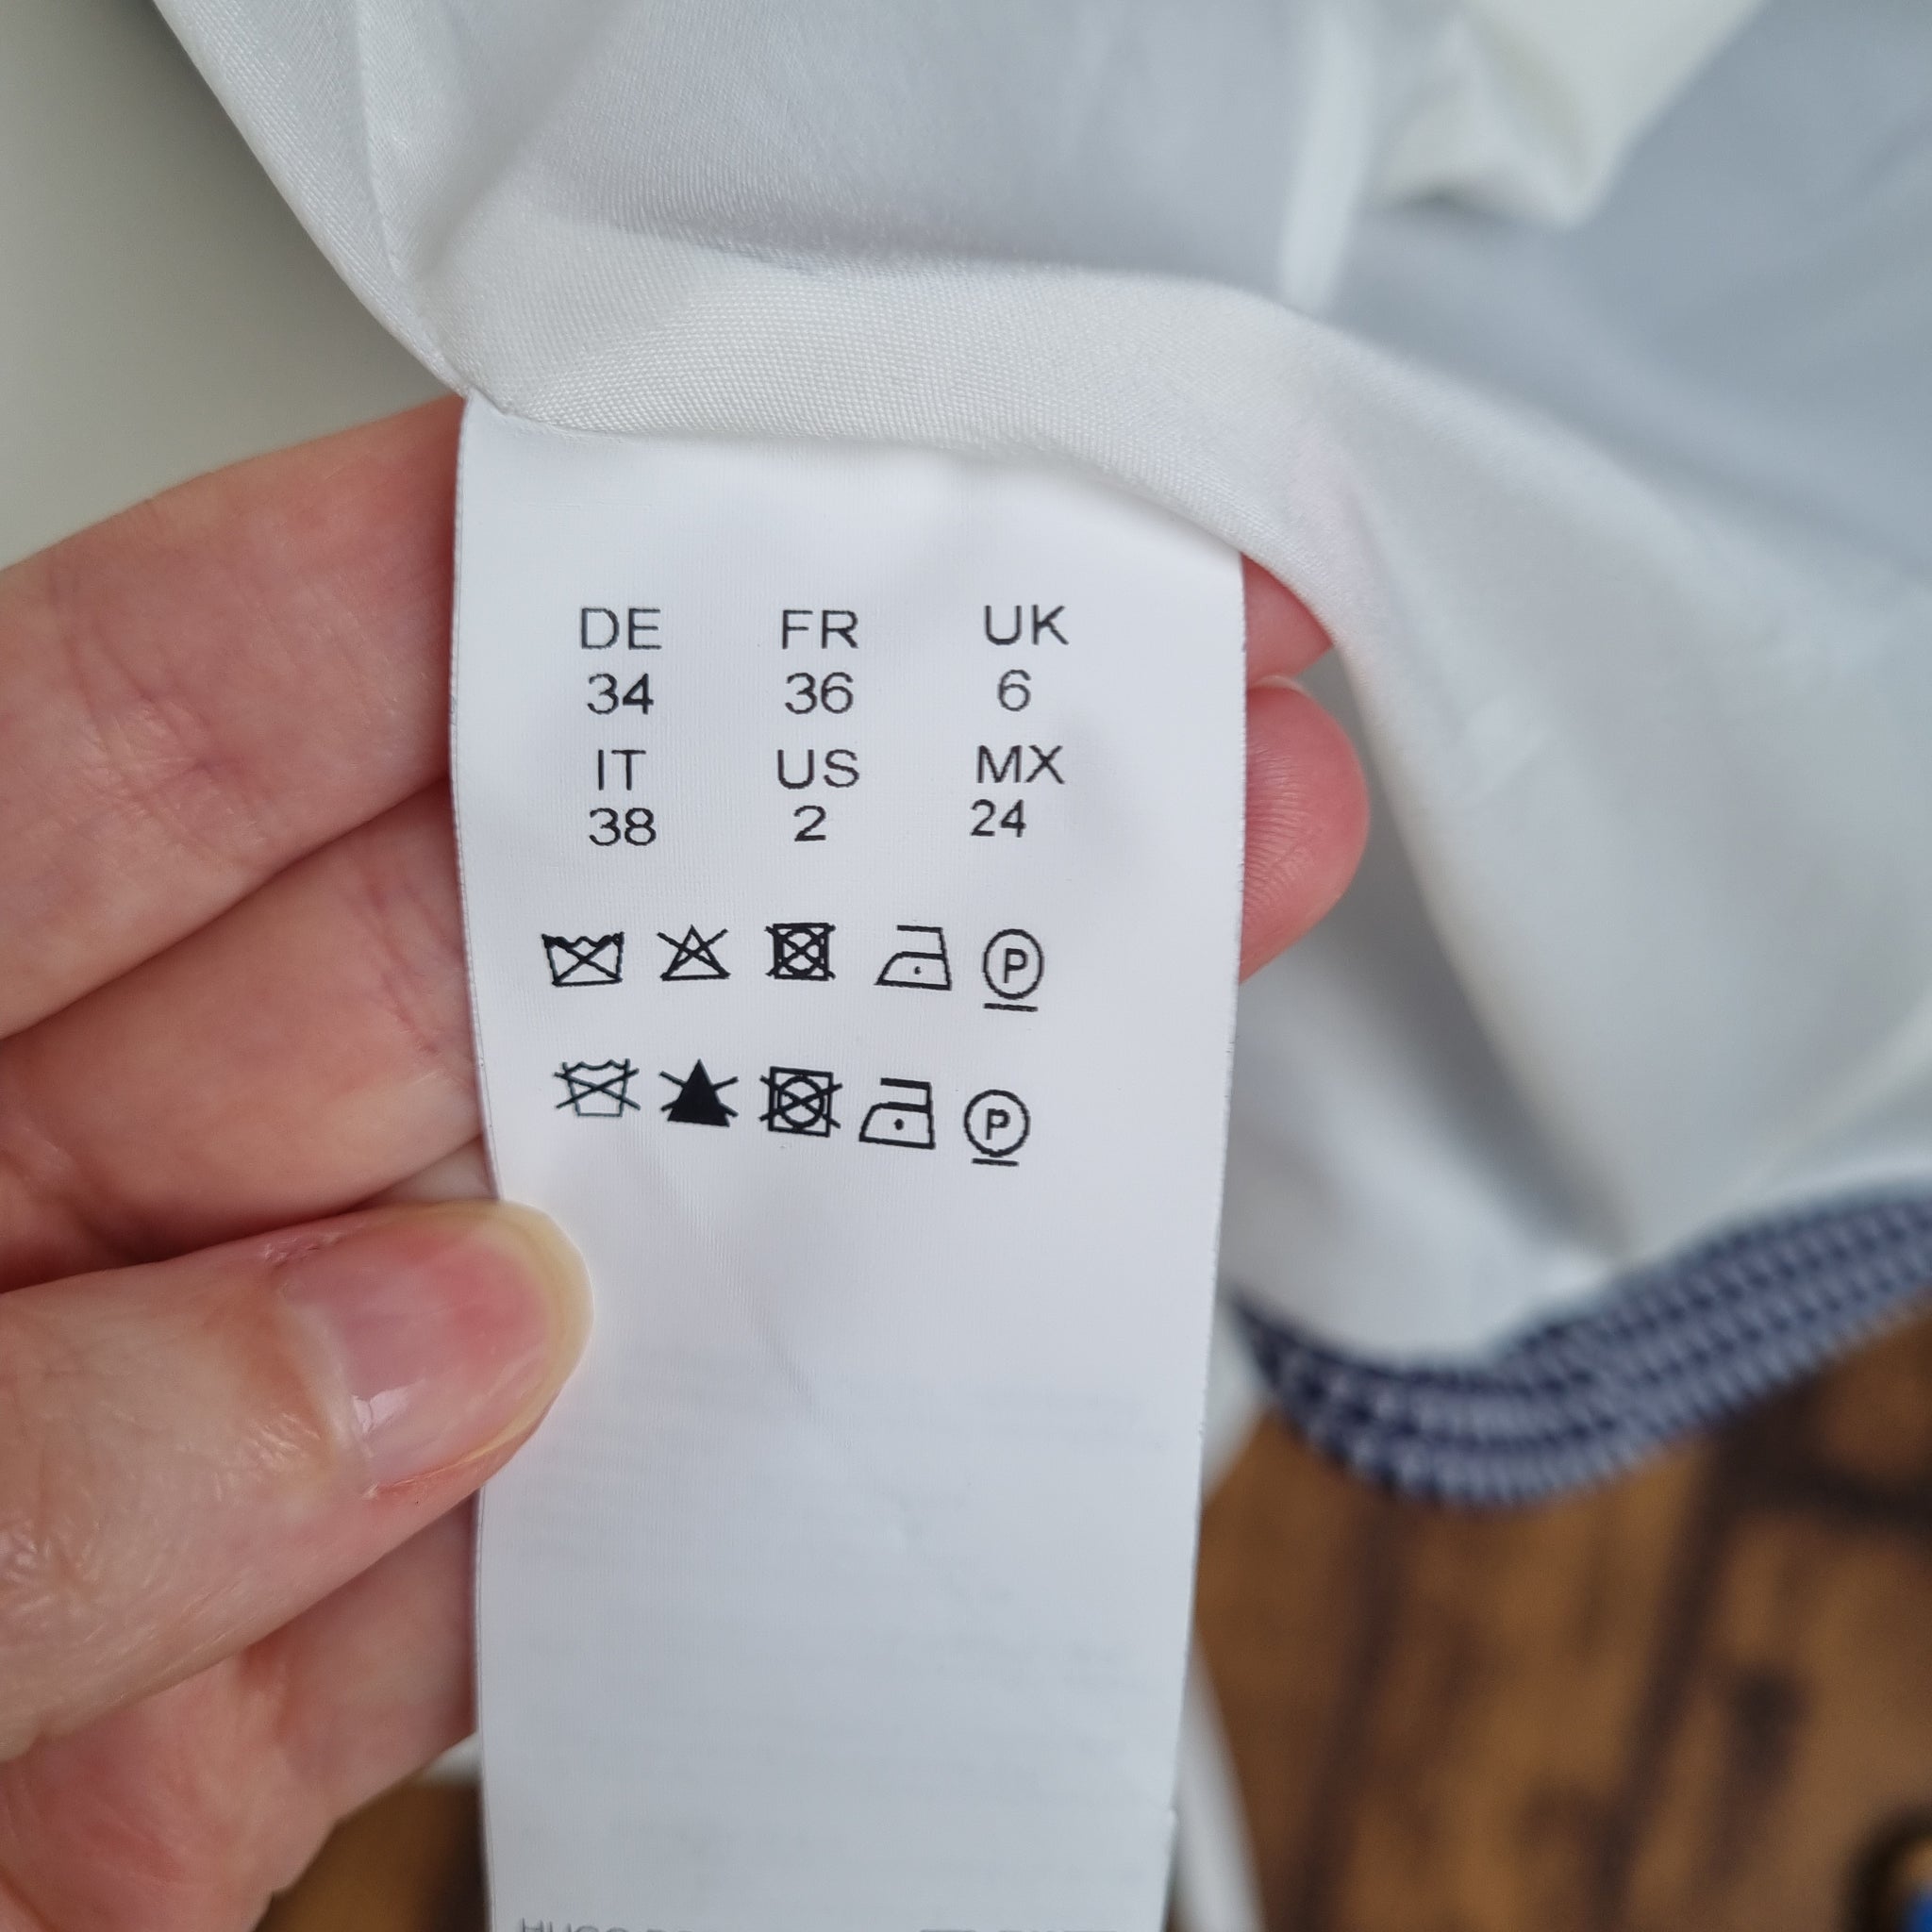 DE FR UK
34 36 6
IT US MX
38 2 24
P
P